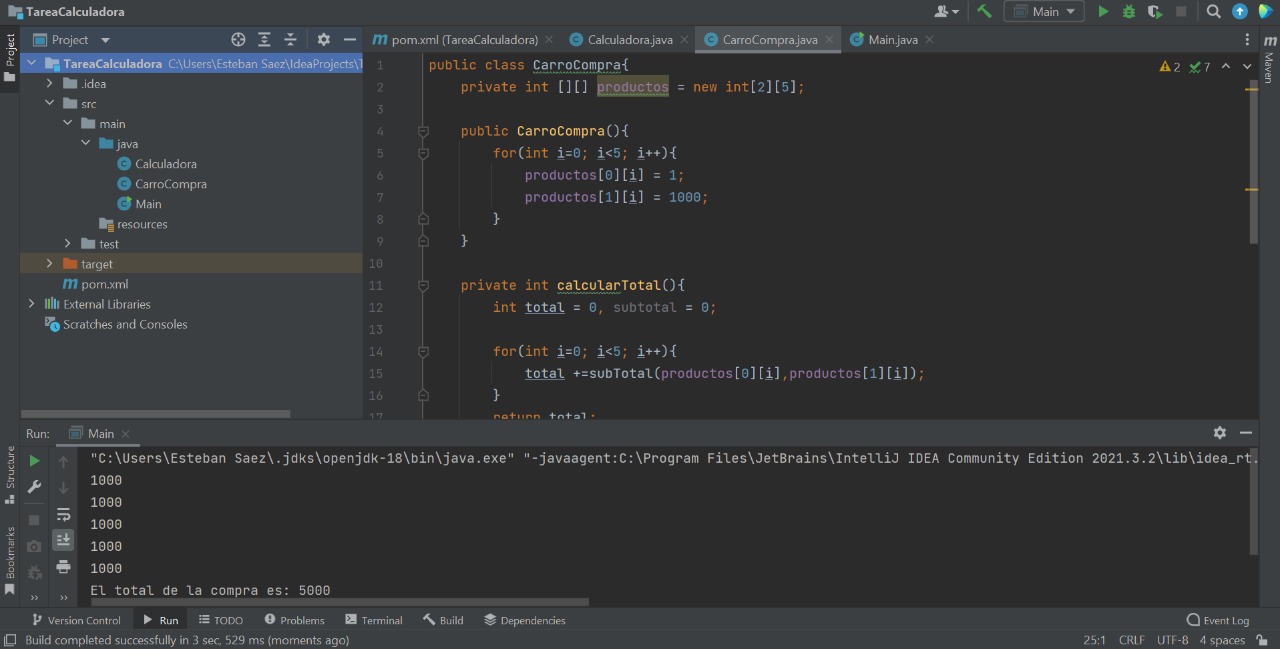 TareaCalculadora
Main
Project
Project
pom.xml (TareaCalculadora)
Calculadora.java
CarroCompra.java
Main.java
Maven
TareaCalculadora C:\Users\Esteban Saez\IdeaProjects\T
.idea
src
main
java
Calculadora
CarroCompra
Main
resources
test
target
pom.xml
External Libraries
Scratches and Consoles
2 7
1 public class CarroCompra{
2 private int [][] productos = new int[2][5];
3
4 public CarroCompra(){
5 for(int i=0; i<5; i++){
6 productos[0][i] = 1;
7 productos[1][i] = 1000;
8 }
9 }
10
11 private int calcularTotal(){
12 int total = 0, subtotal = 0;
13
14 for(int i=0; i<5; i++){
15 total +=subTotal(productos[0][i],productos[1][i]);
16 }
17 return total;
Run: Main
"C:\Users\Esteban Saez\.jdks\openjdk-18\bin\java.exe" "-javaagent:C:\Program Files\JetBrains\IntelliJ IDEA Community Edition 2021.3.2\lib\idea_rt.
1000
1000
1000
1000
1000
El total de la compra es: 5000
Structure
Bookmarks
Version Control Run TODO Problems Terminal Build Dependencies Event Log
Build completed successfully in 3 sec, 529 ms (moments ago) 25:1 CRLF UTF-8 4 spaces